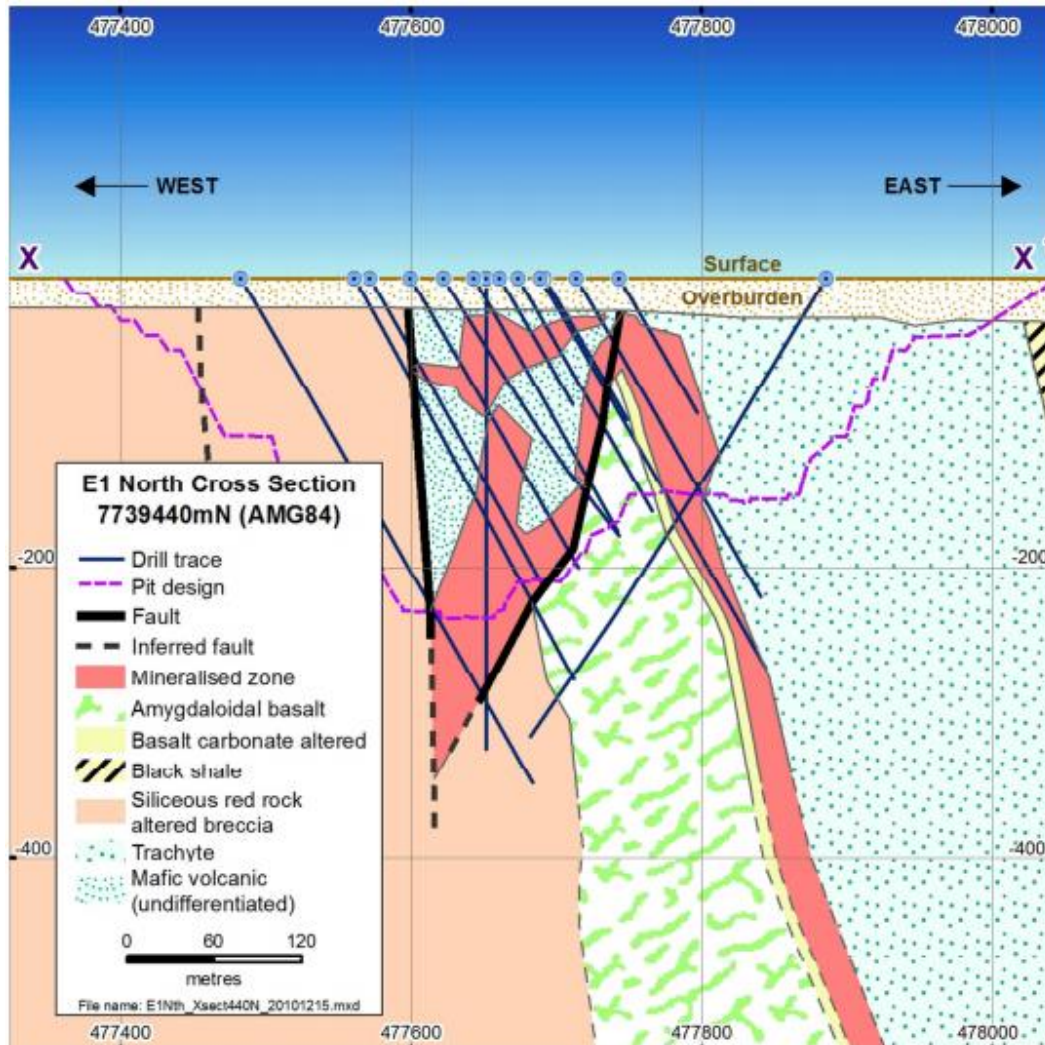 477400 477600 477800 478000
WEST EAST
X X
Surface
Overburden
E1 North Cross Section
7739440mN (AMG84)
Drill trace
-200 -200
Pit design
Fault
Inferred fault
Mineralised zone
Amygdaloidal basalt
Basalt carbonate altered
Black shale
Siliceous red rock
altered breccia
Trachyte
-400 -400
Mafic volcanic
(undifferentiated)
0 60 120
metres
File name: E1Nth_Xsect440N_20101215.mxd
477400 477600 477800 478000